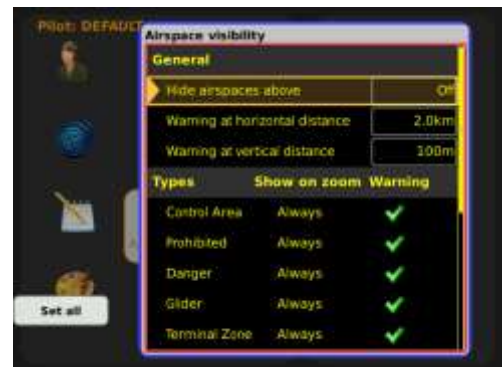 Pilot: DEFAULT
Airspace visibility
General
Hide airspaces above Off
Warning at horizontal distance 2.0km
Warning at vertical distance 100m
Types Show on zoom Warning
Control Area Always
Prohibited Always
Danger Always
Glider Always
Terminal Zone Always
Set all